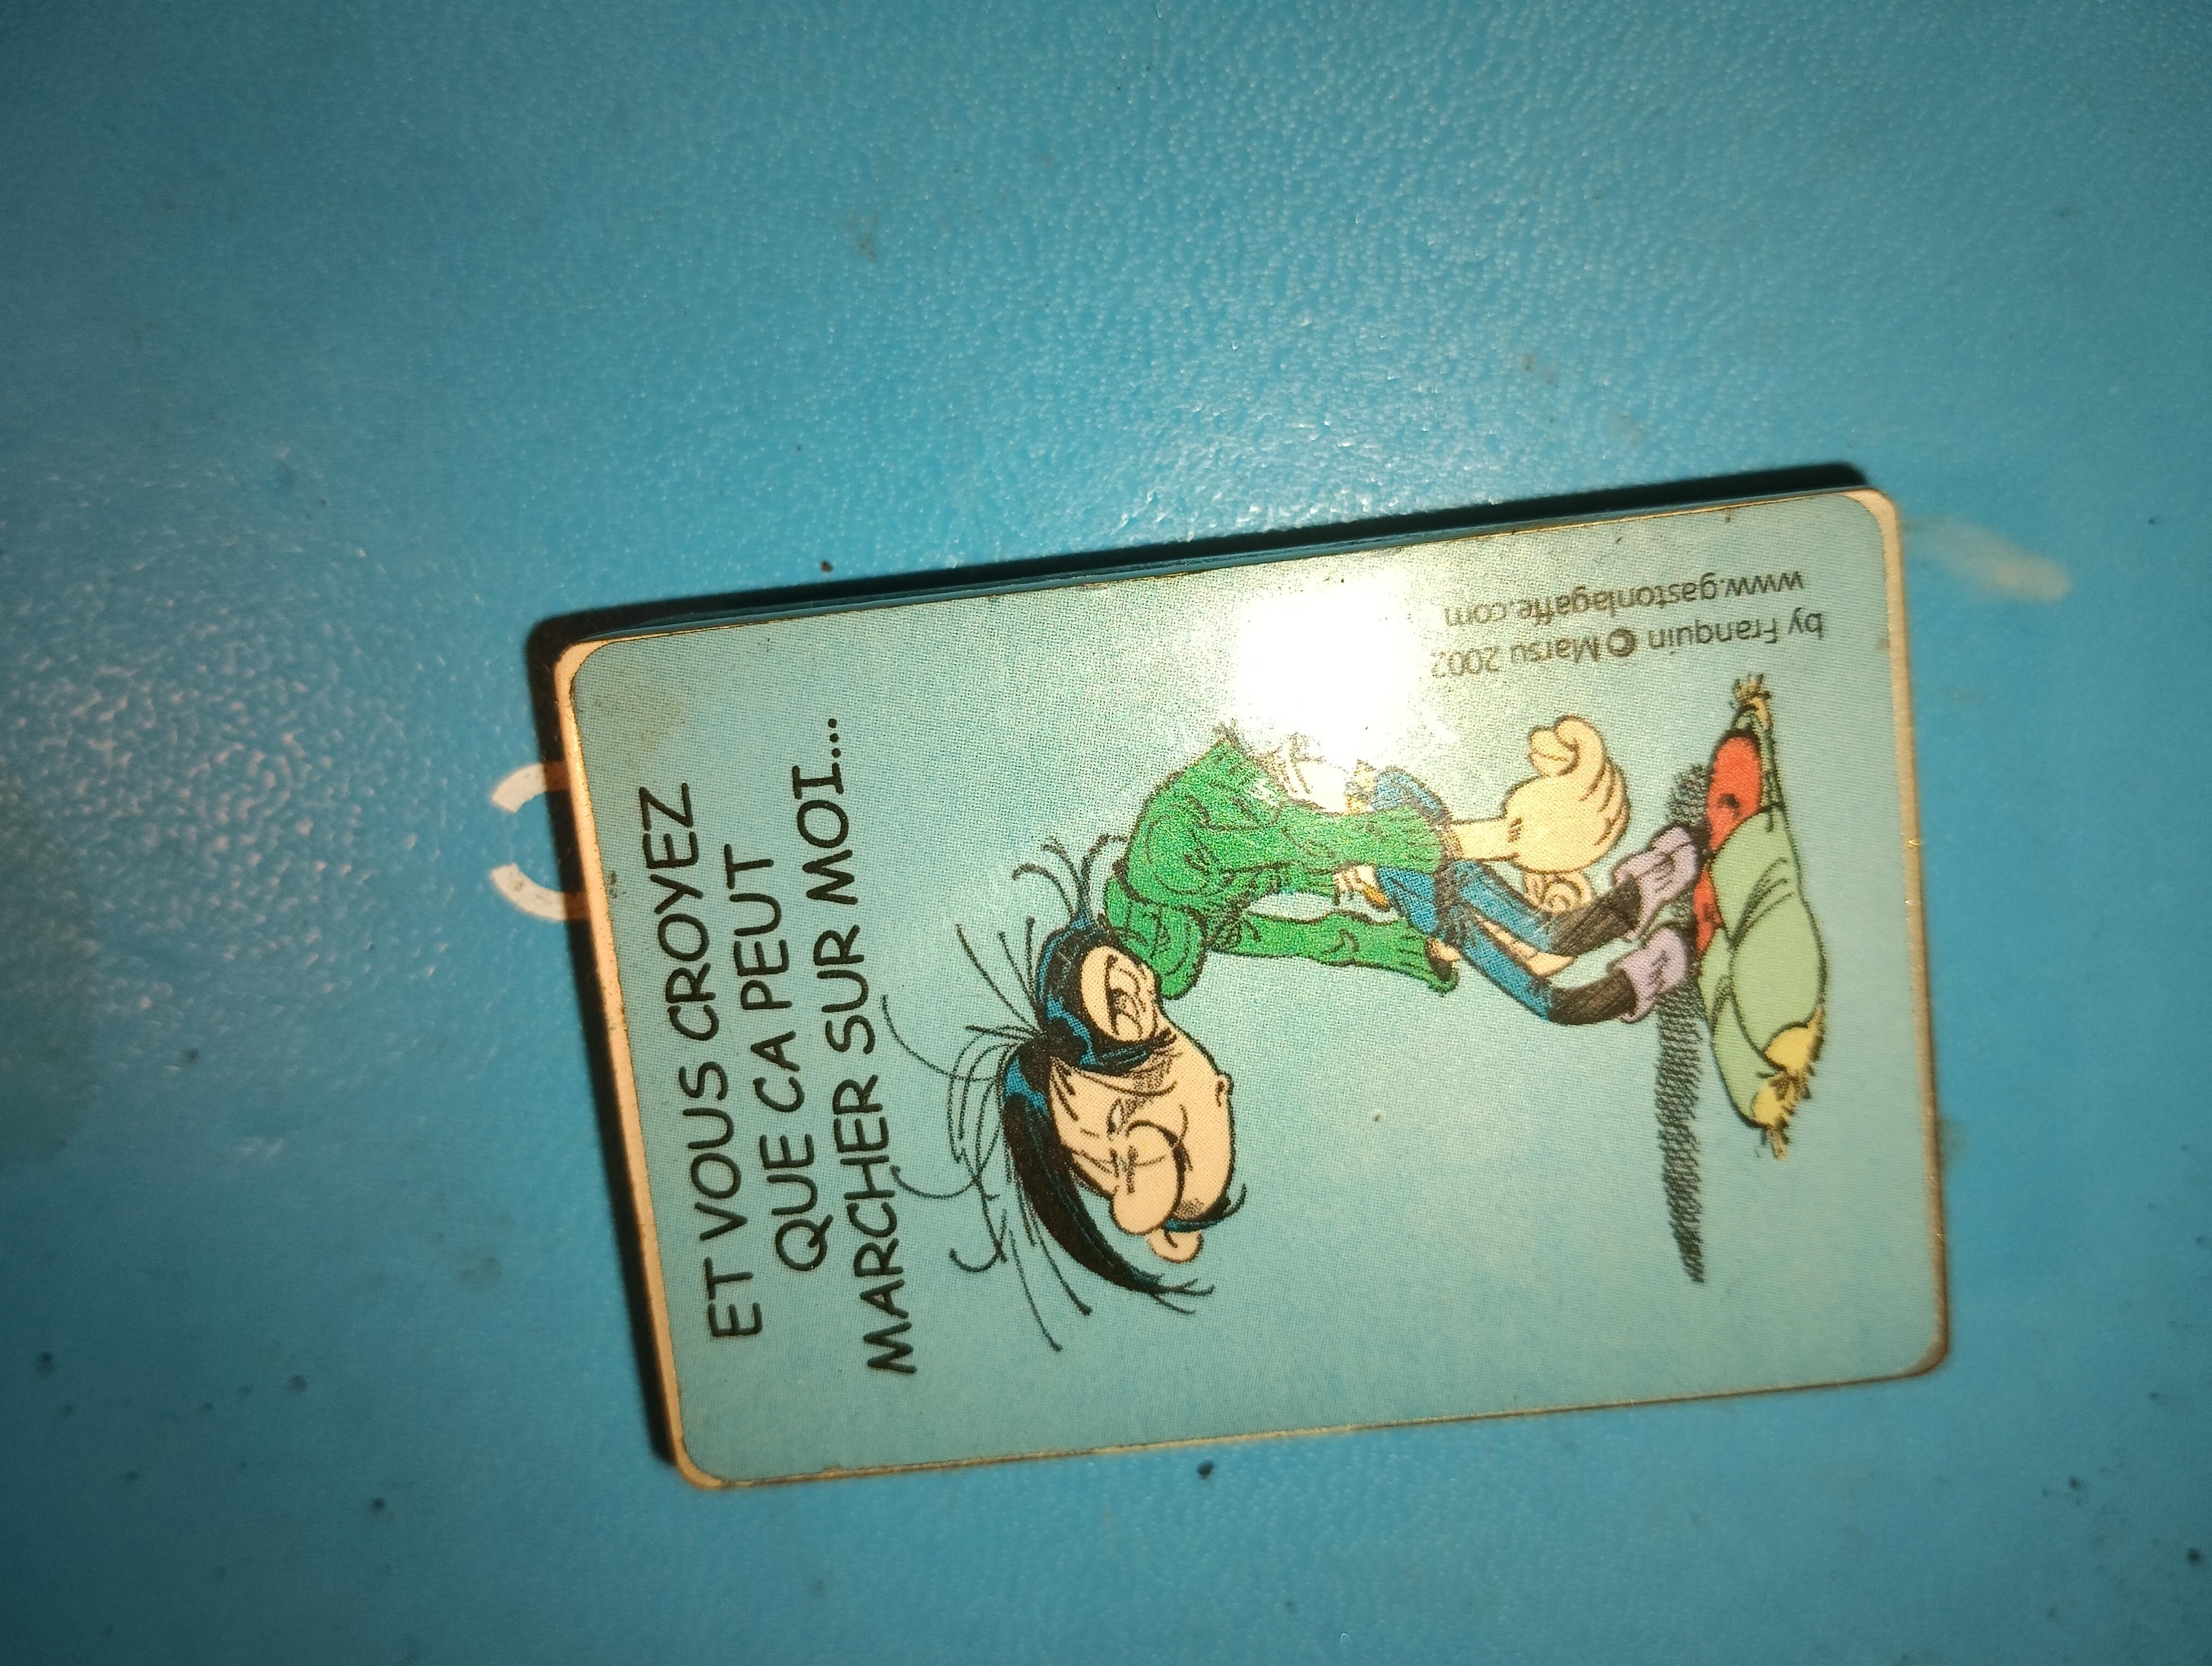 ET VOUS CROYEZ
QUE CA PEUT
MARCHER SUR MOI...
by Franquin © Marsu 2002
www.gastonlagaffe.com